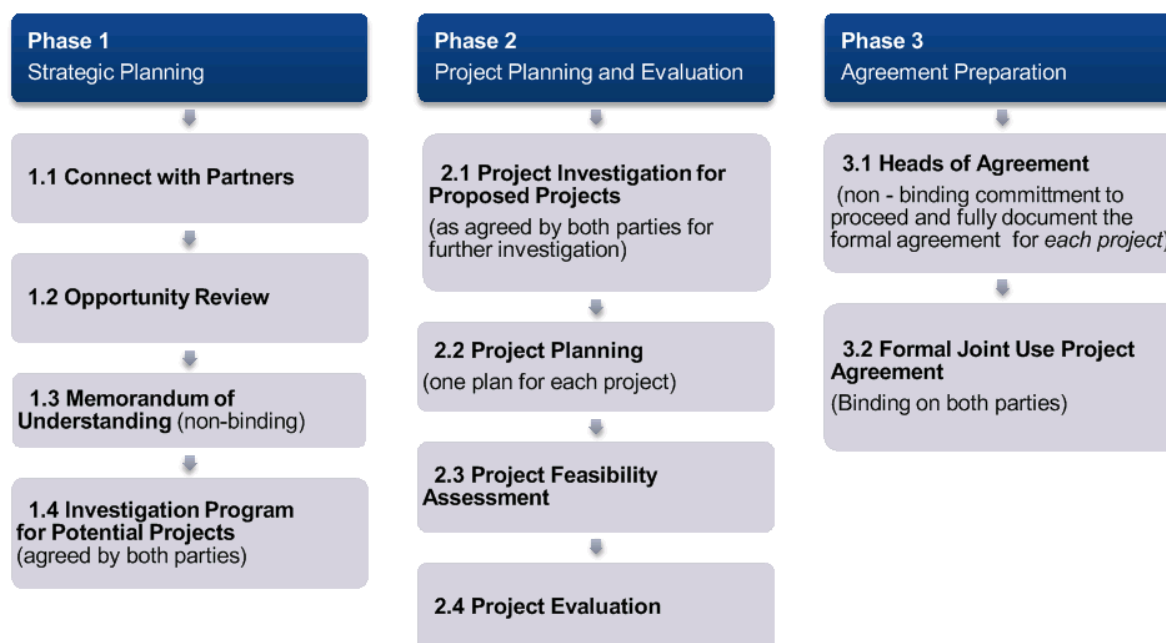 Phase 1
Strategic Planning
1.1 Connect with Partners
1.2 Opportunity Review
1.3 Memorandum of
Understanding (non-binding)
1.4 Investigation Program
for Potential Projects
(agreed by both parties)
Phase 2
Project Planning and Evaluation
2.1 Project Investigation for
Proposed Projects
(as agreed by both parties for
further investigation)
2.2 Project Planning
(one plan for each project)
2.3 Project Feasibility
Assessment
2.4 Project Evaluation
Phase 3
Agreement Preparation
3.1 Heads of Agreement
(non - binding committment to
proceed and fully document the
formal agreement for each project)
3.2 Formal Joint Use Project
Agreement
(Binding on both parties)